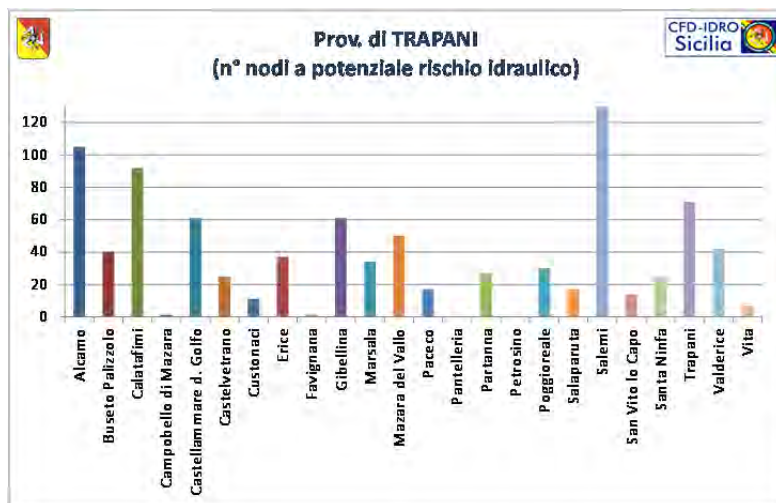 Prov. di TRAPANI
(n° nodi a potenziale rischio idraulico)
CFD-IDRO
Sicilia
120
100
80
60
40
20
0
Alcamo
Buseto Palizzolo
Calatafimi
Campobello di Mazara
Castellammare d. Golfo
Castelvetrano
Custonaci
Erice
Favignana
Gibellina
Marsala
Mazara del Vallo
Paceco
Pantelleria
Partanna
Petrosino
Poggioreale
Salaparuta
Salemi
San Vito lo Capo
Santa Ninfa
Trapani
Valderice
Vita